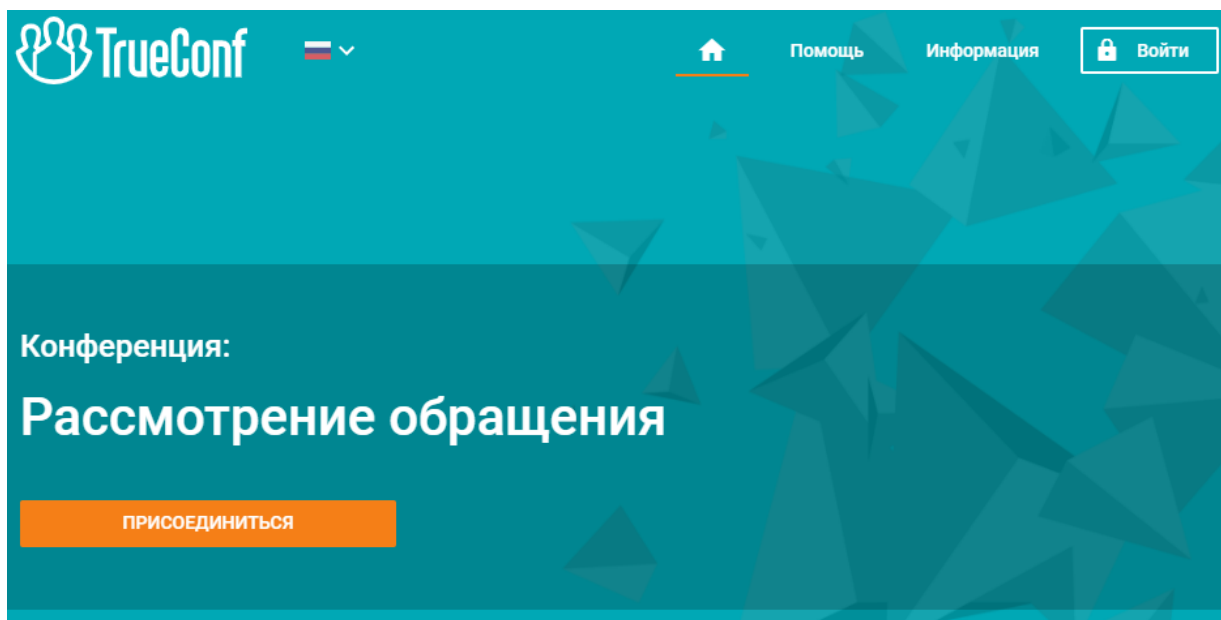 TrueConf
Помощь
Информация
Войти
Конференция:
Рассмотрение обращения
ПРИСОЕДИНИТЬСЯ